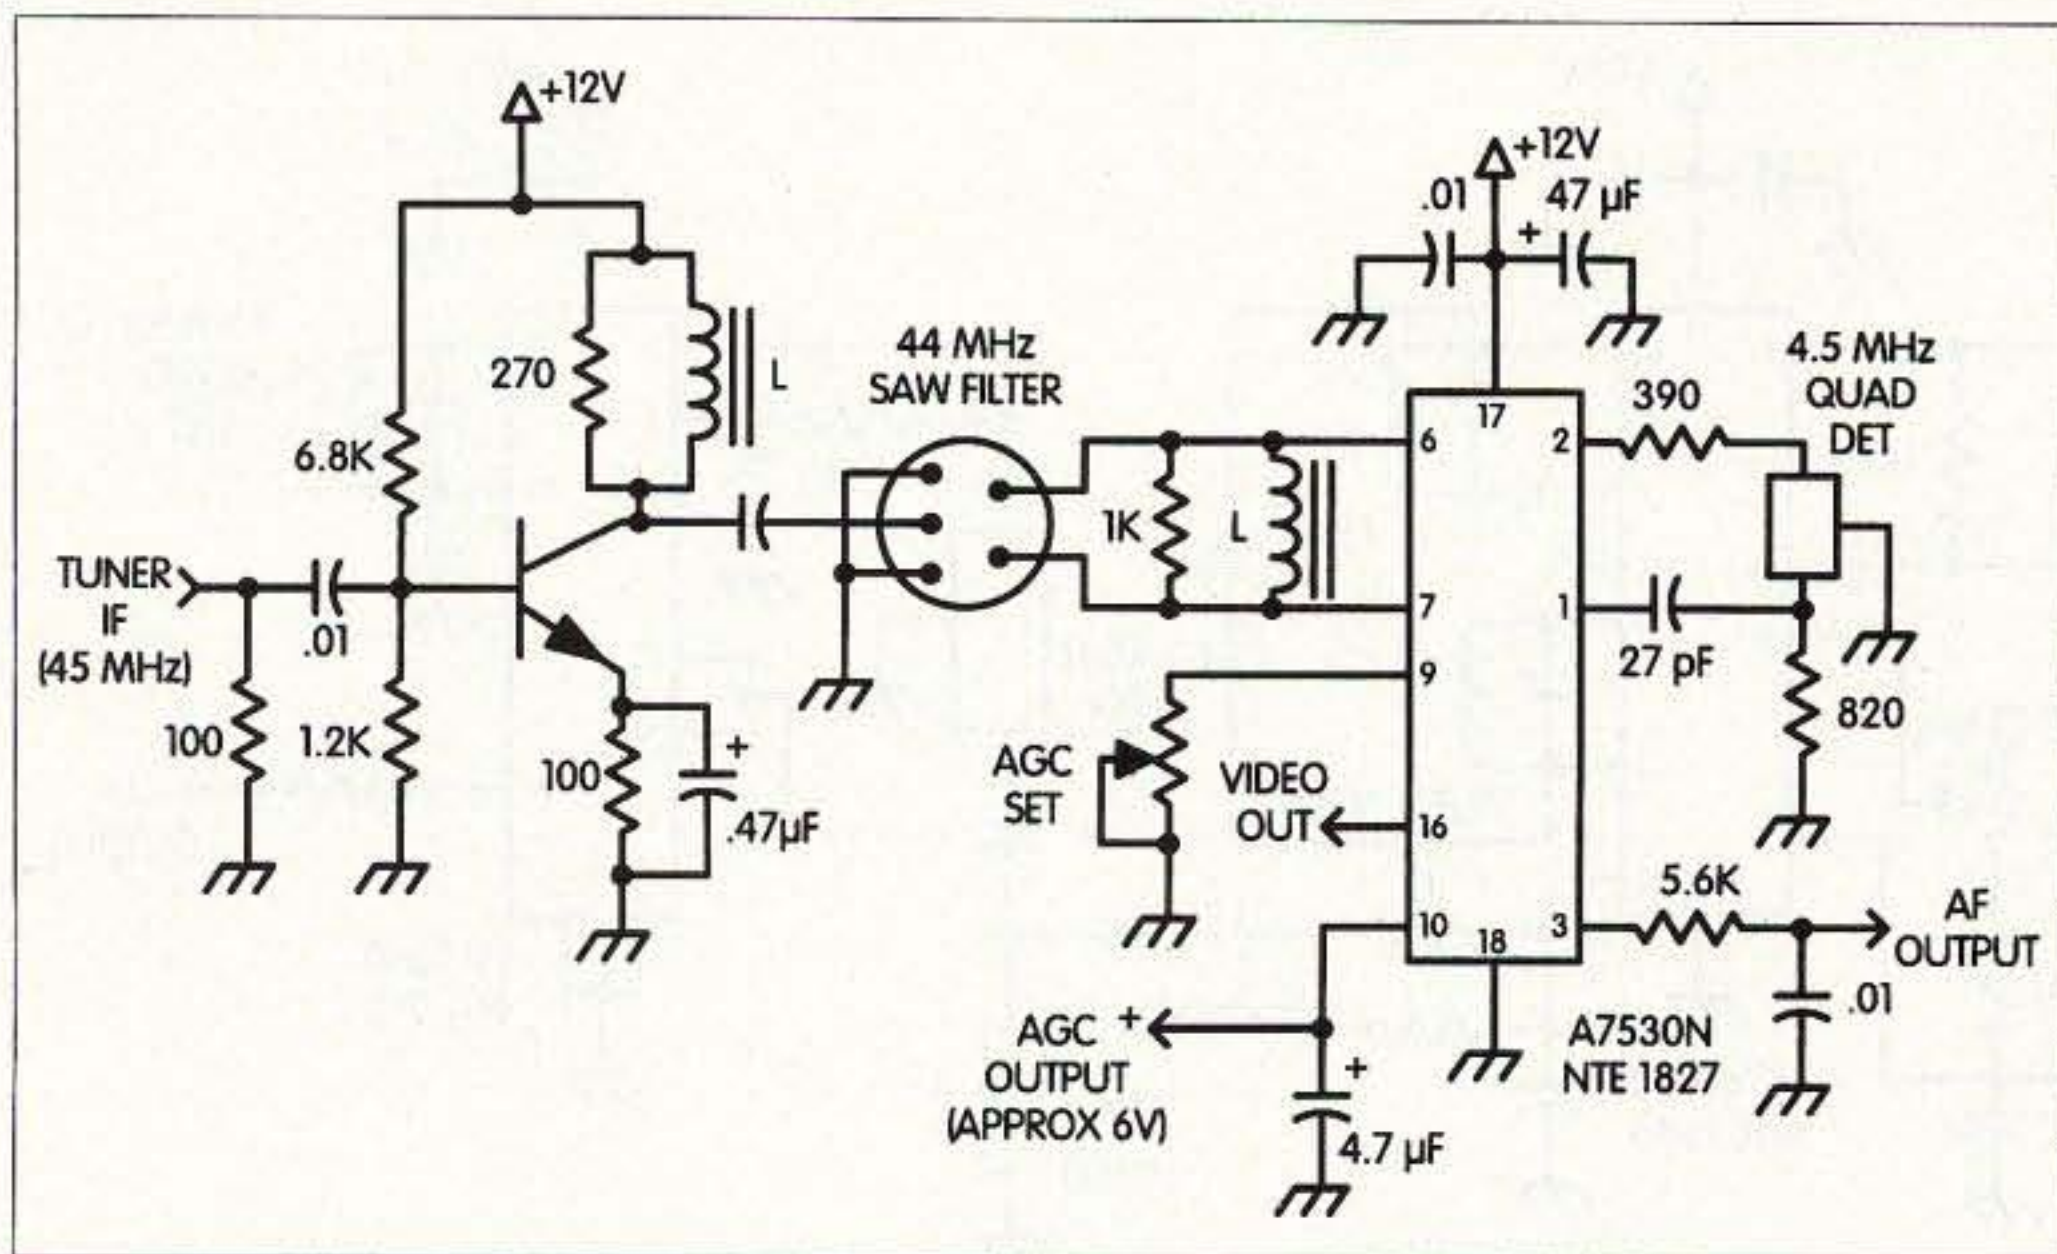 +12V
270
L
6.8K
TUNER
IF
(45 MHz)
.01
100
1.2K
100
+
.47µF
44 MHz
SAW FILTER
1K
L
+12V
.01
47 µF
+
4.5 MHz
QUAD
DET
390
17
6
2
7
1
9
16
10
18
3
27 pF
820
AGC
SET
VIDEO
OUT
5.6K
AF
OUTPUT
.01
A7530N
NTE 1827
AGC +
OUTPUT
(APPROX 6V)
+
4.7 µF